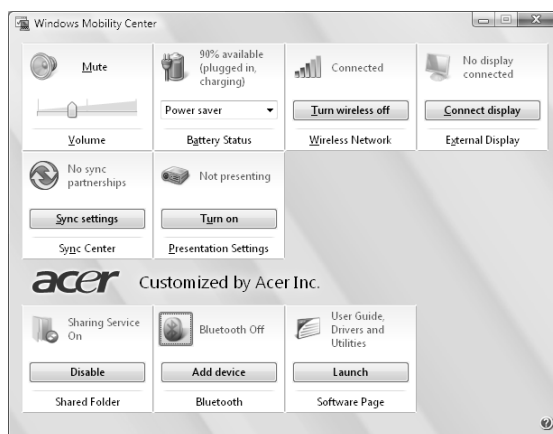 Windows Mobility Center
Mute
Volume
90% available
(plugged in,
charging)
Power saver
Battery Status
Connected
Turn wireless off
Wireless Network
No display
connected
Connect display
External Display
No sync
partnerships
Sync settings
Sync Center
Not presenting
Turn on
Presentation Settings
acer Customized by Acer Inc.
Sharing Service
On
Disable
Shared Folder
Bluetooth Off
Add device
Bluetooth
User Guide,
Drivers and
Utilities
Launch
Software Page
?